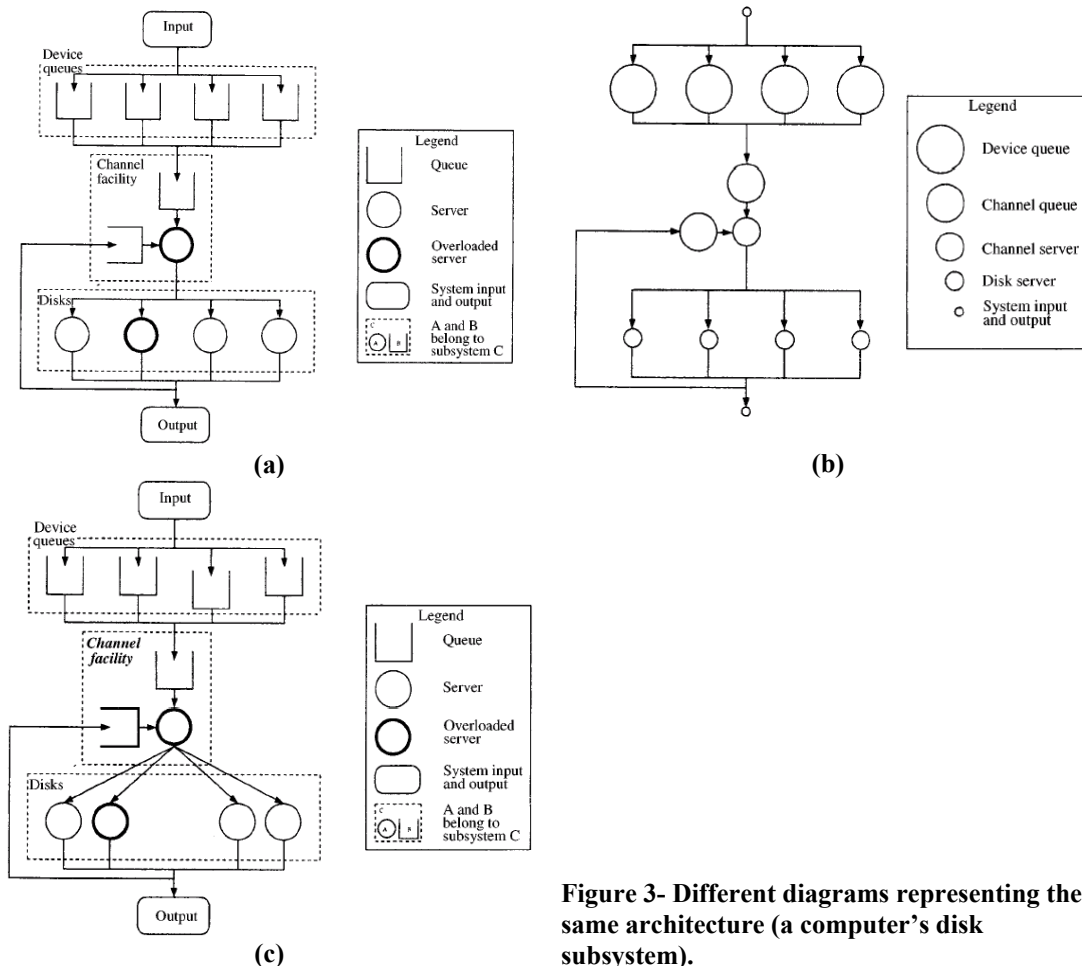 Input
Device
queues
Channel
facility
Disks
Output
Legend
Queue
Server
Overloaded
server
System input
and output
C
A
B
A and B
belong to
subsystem C
(a)
Legend
Device queue
Channel queue
Channel server
Disk server
System input
and output
(b)
Input
Device
queues
Channel
facility
Disks
Output
Legend
Queue
Server
Overloaded
server
System input
and output
C
A
B
A and B
belong to
subsystem C
(c)
Figure 3- Different diagrams representing the
same architecture (a computer’s disk
subsystem).